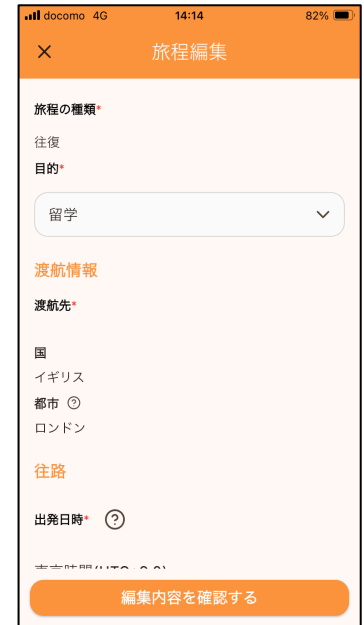 docomo 4G 14:14 82%
旅程編集
旅程の種類*
往復
目的*
留学
渡航情報
渡航先*
国
イギリス
都市
ロンドン
往路
出発日時*
編集内容を確認する